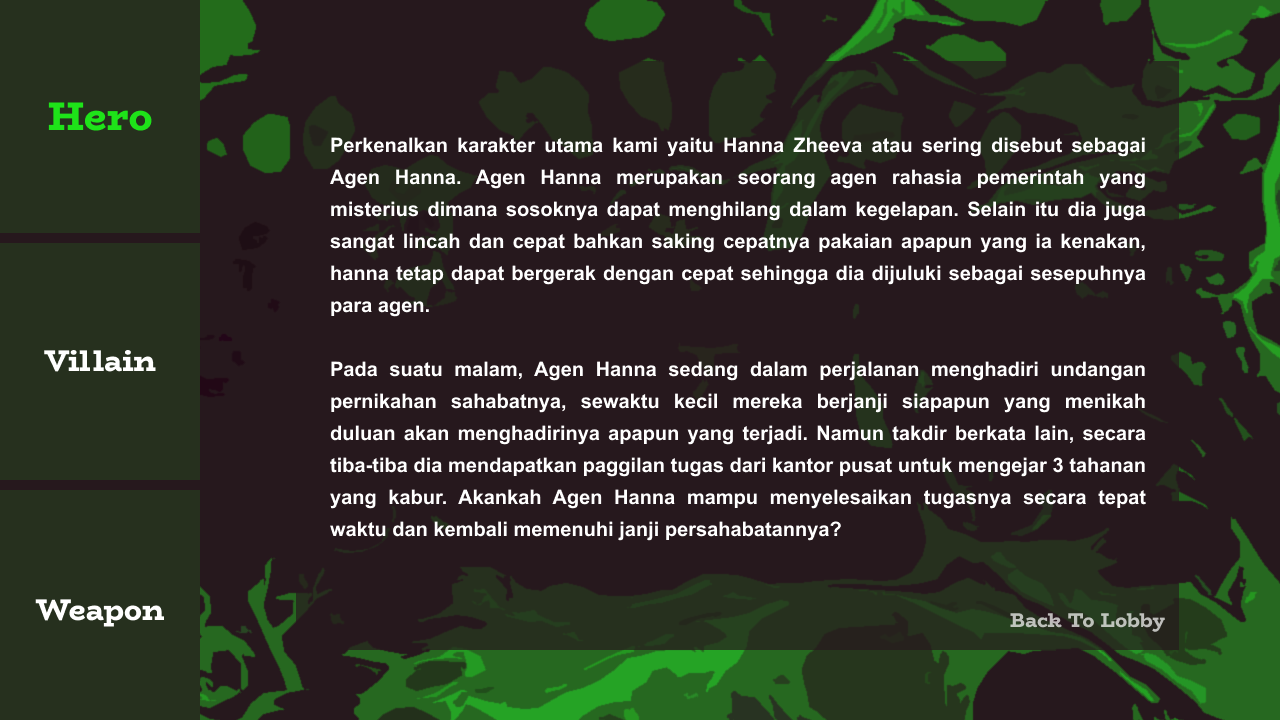 Hero
Villain
Weapon
Perkenalkan karakter utama kami yaitu Hanna Zheeva atau sering disebut sebagai
Agen Hanna. Agen Hanna merupakan seorang agen rahasia pemerintah yang
misterius dimana sosoknya dapat menghilang dalam kegelapan. Selain itu dia juga
sangat lincah dan cepat bahkan saking cepatnya pakaian apapun yang ia kenakan,
hanna tetap dapat bergerak dengan cepat sehingga dia dijuluki sebagai sesepuhnya
para agen.
Pada suatu malam, Agen Hanna sedang dalam perjalanan menghadiri undangan
pernikahan sahabatnya, sewaktu kecil mereka berjanji siapapun yang menikah
duluan akan menghadirinya apapun yang terjadi. Namun takdir berkata lain, secara
tiba-tiba dia mendapatkan paggilan tugas dari kantor pusat untuk mengejar 3 tahanan
yang kabur. Akankah Agen Hanna mampu menyelesaikan tugasnya secara tepat
waktu dan kembali memenuhi janji persahabatannya?
Back To Lobby